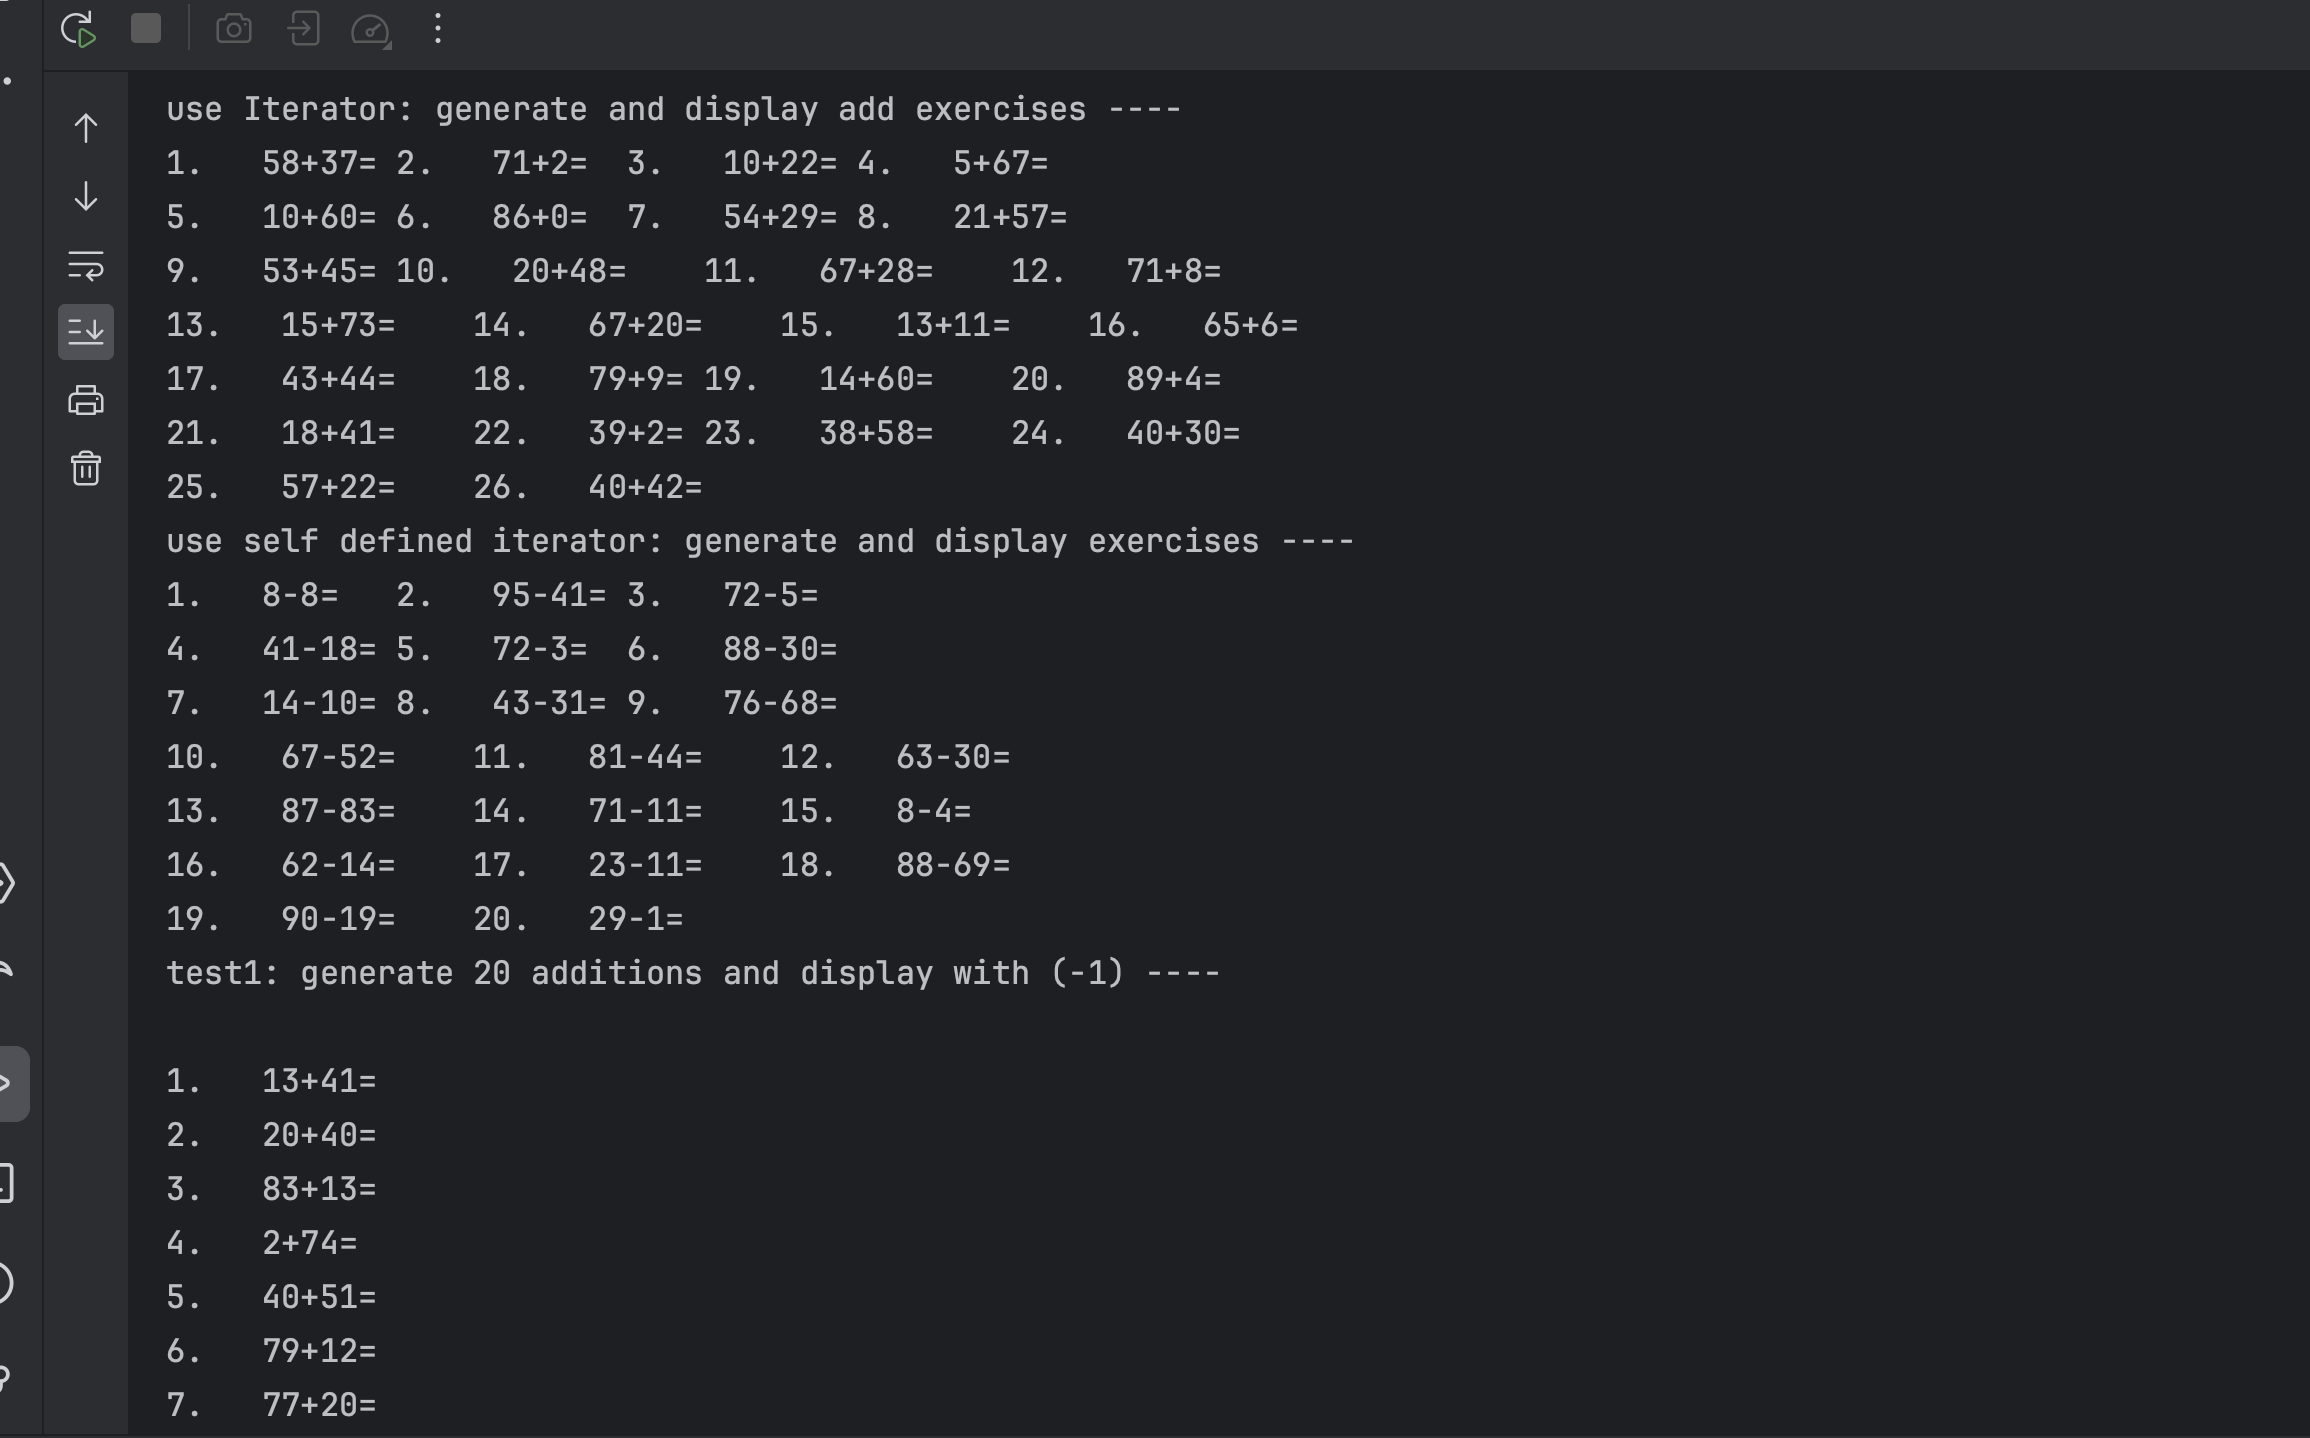 use Iterator: generate and display add exercises ----
1.   58+37= 2.   71+2=  3.   10+22= 4.   5+67=
5.   10+60= 6.   86+0=  7.   54+29= 8.   21+57=
9.   53+45= 10.   20+48=    11.   67+28=    12.   71+8=
13.   15+73=    14.   67+20=    15.   13+11=    16.   65+6=
17.   43+44=    18.   79+9= 19.   14+60=    20.   89+4=
21.   18+41=    22.   39+2= 23.   38+58=    24.   40+30=
25.   57+22=    26.   40+42=
use self defined iterator: generate and display exercises ----
1.   8-8=   2.   95-41= 3.   72-5=
4.   41-18= 5.   72-3=  6.   88-30=
7.   14-10= 8.   43-31= 9.   76-68=
10.   67-52=    11.   81-44=    12.   63-30=
13.   87-83=    14.   71-11=    15.   8-4=
16.   62-14=    17.   23-11=    18.   88-69=
19.   90-19=    20.   29-1=
test1: generate 20 additions and display with (-1) ----
1.   13+41=
2.   20+40=
3.   83+13=
4.   2+74=
5.   40+51=
6.   79+12=
7.   77+20=